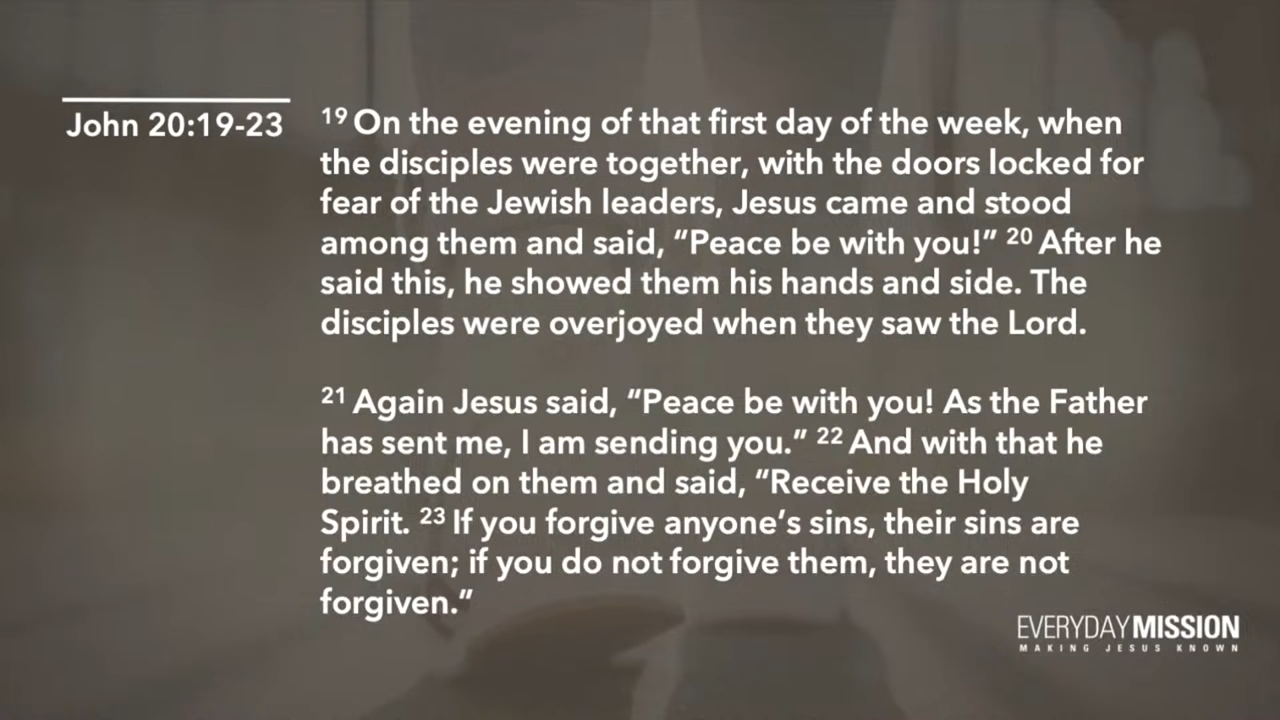 John 20:19-23
19 On the evening of that first day of the week, when
the disciples were together, with the doors locked for
fear of the Jewish leaders, Jesus came and stood
among them and said, “Peace be with you!” 20 After he
said this, he showed them his hands and side. The
disciples were overjoyed when they saw the Lord.
21 Again Jesus said, “Peace be with you! As the Father
has sent me, I am sending you.” 22 And with that he
breathed on them and said, “Receive the Holy
Spirit. 23 If you forgive anyone’s sins, their sins are
forgiven; if you do not forgive them, they are not
forgiven.”
EVERYDAYMISSION
MAKING JESUS KNOWN